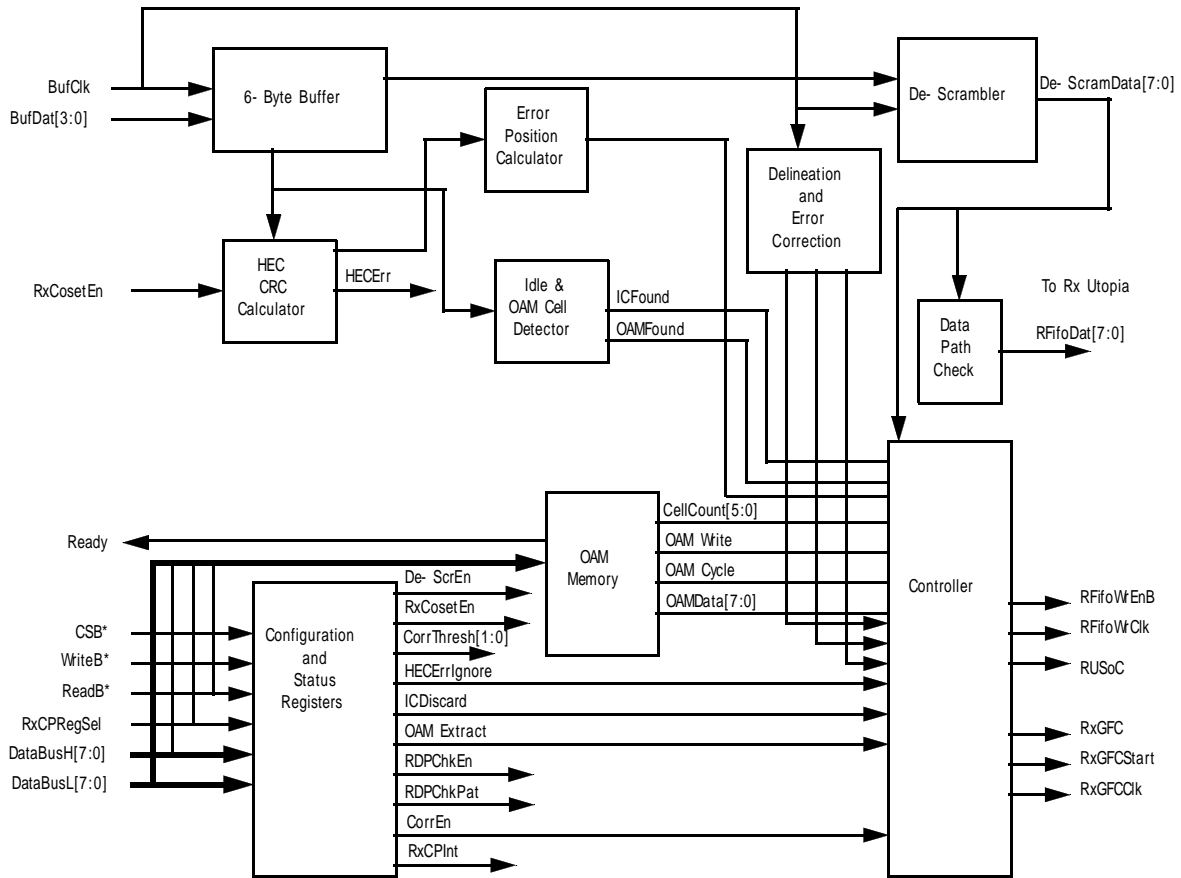 BufClk
BufDat[3:0]
6- Byte Buffer
Error
Position
Calculator
De- Scrambler
De- ScramData[7:0]
Delineation
and
Error
Correction
RxCosetEn
HEC
CRC
Calculator
HECErr
Idle &
OAM Cell
Detector
ICFound
OAMFound
To Rx Utopia
Data
Path
Check
RFifoDat[7:0]
Ready
OAM
Memory
CellCount[5:0]
OAM Write
OAM Cycle
OAMData[7:0]
Controller
CSB*
WriteB*
ReadB*
RxCPRegSel
DataBusH[7:0]
DataBusL[7:0]
Configuration
and
Status
Registers
De- ScrEn
RxCosetEn
CorrThresh[1:0]
HECErrIgnore
ICDiscard
OAM Extract
RDPChkEn
RDPChkPat
CorrEn
RxCPInt
RFifoWrEnB
RFifoWrClk
RUSoC
RxGFC
RxGFCStart
RxGFCClk